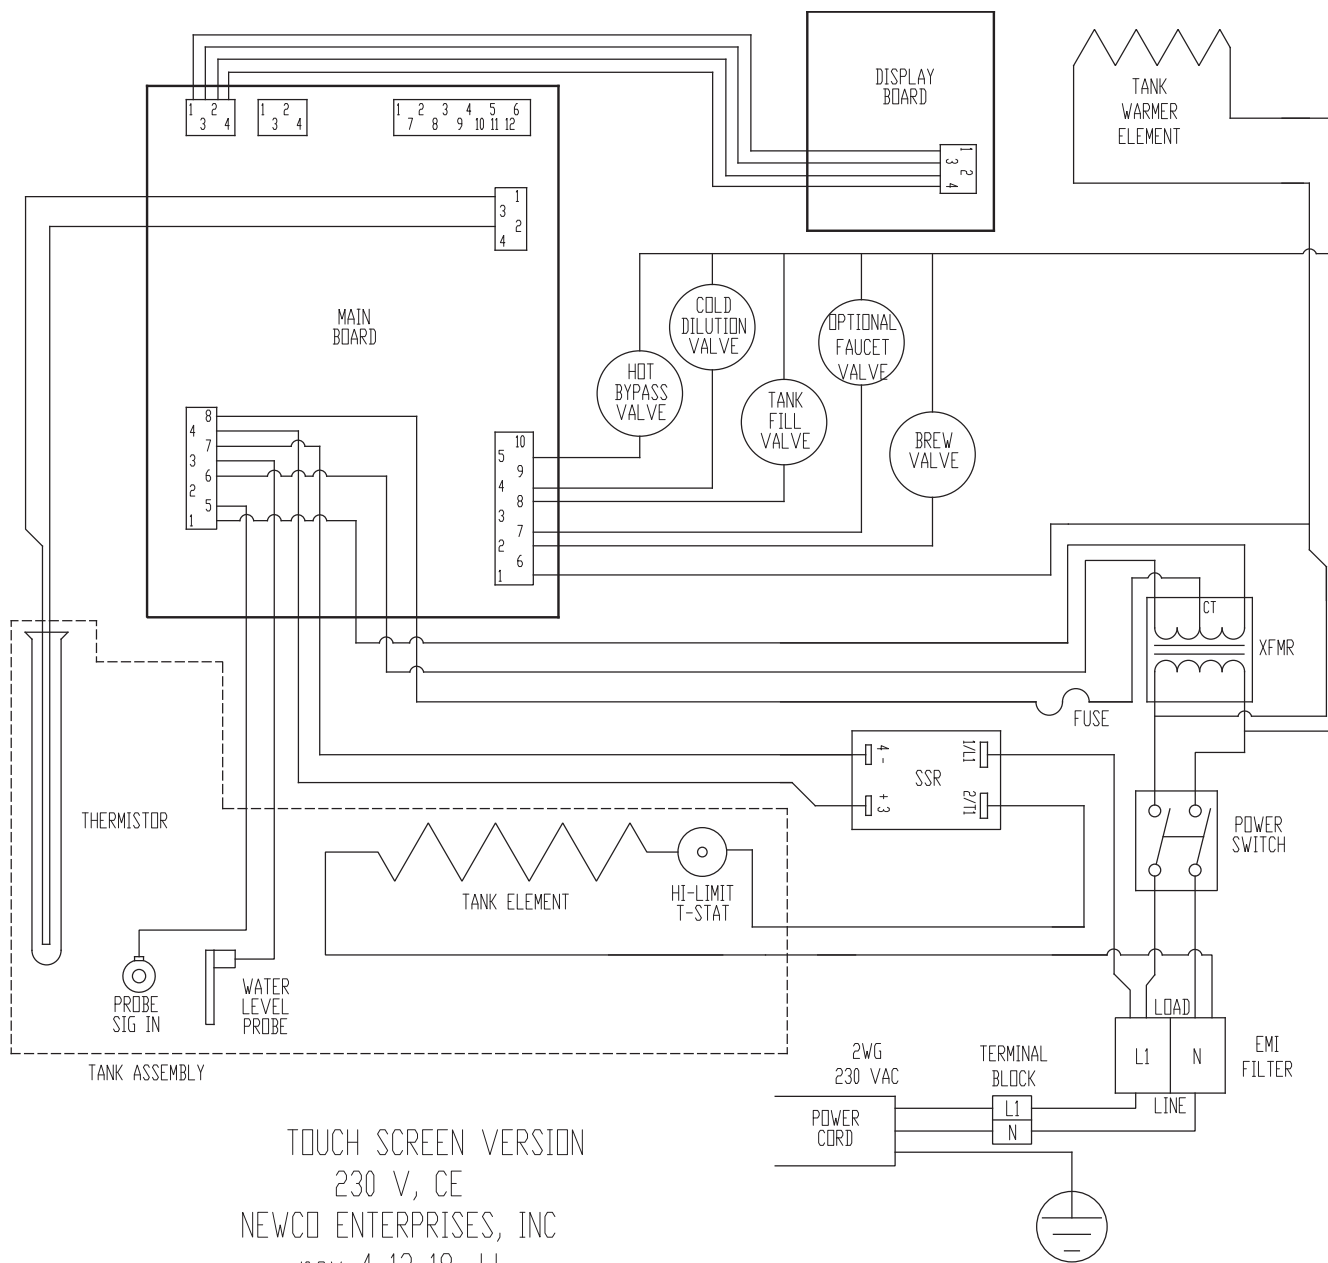 DISPLAY
BOARD
TANK
WARMER
ELEMENT
1 2
3 4
1 2
3 4
1 2 3 4 5 6
7 8 9 10 11 12
1
3
2
4
1
3
2
4
MAIN
BOARD
COLD
DILUTION
VALVE
OPTIONAL
FAUCET
VALVE
HOT
BYPASS
VALVE
TANK
FILL
VALVE
BREW
VALVE
8
4
7
3
6
2
5
1
10
5
9
4
8
3
7
2
6
1
CT
XFMR
FUSE
4 -
+ 3
SSR
1/L1
2/T1
THERMISTOR
POWER
SWITCH
TANK ELEMENT
HI-LIMIT
T-STAT
PROBE
SIG IN
WATER
LEVEL
PROBE
TANK ASSEMBLY
LOAD
L1 N
LINE
EMI
FILTER
2WG
230 VAC
TERMINAL
BLOCK
POWER
CORD
L1
N
TOUCH SCREEN VERSION
230 V, CE
NEWCO ENTERPRISES, INC